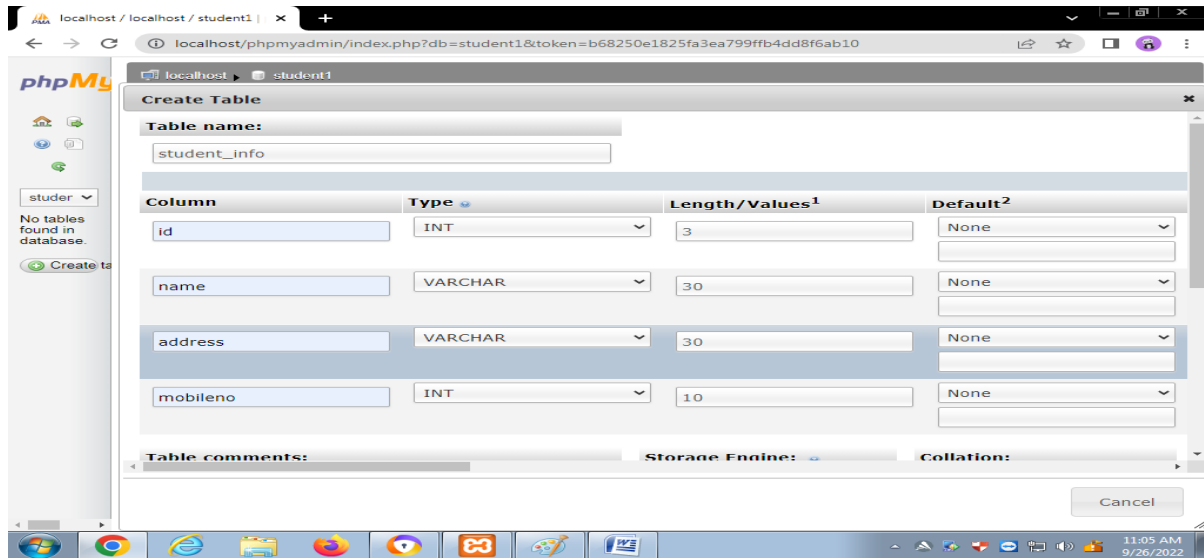 localhost / localhost / student1 |
localhost/phpmyadmin/index.php?db=student1&token=b68250e1825fa3ea799ffb4dd8f6ab10
phpMy
localhost student1
Create Table
Table name:
student_info
studer
No tables
found in
database.
Create ta
Column Type Length/Values1 Default2
id INT 3 None
name VARCHAR 30 None
address VARCHAR 30 None
mobileno INT 10 None
Table comments: Storage Engine: Collation:
Cancel
11:05 AM
9/26/2022